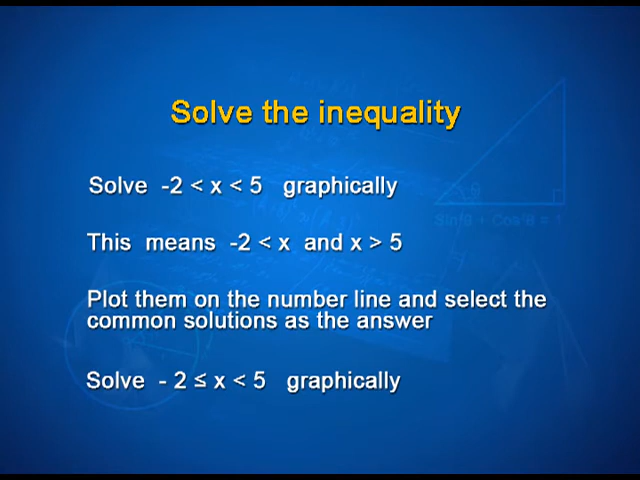 Solve the inequality
Solve -2 < x < 5 graphically
This means -2 < x and x > 5
Plot them on the number line and select the
common solutions as the answer
Solve - 2 ≤ x < 5 graphically